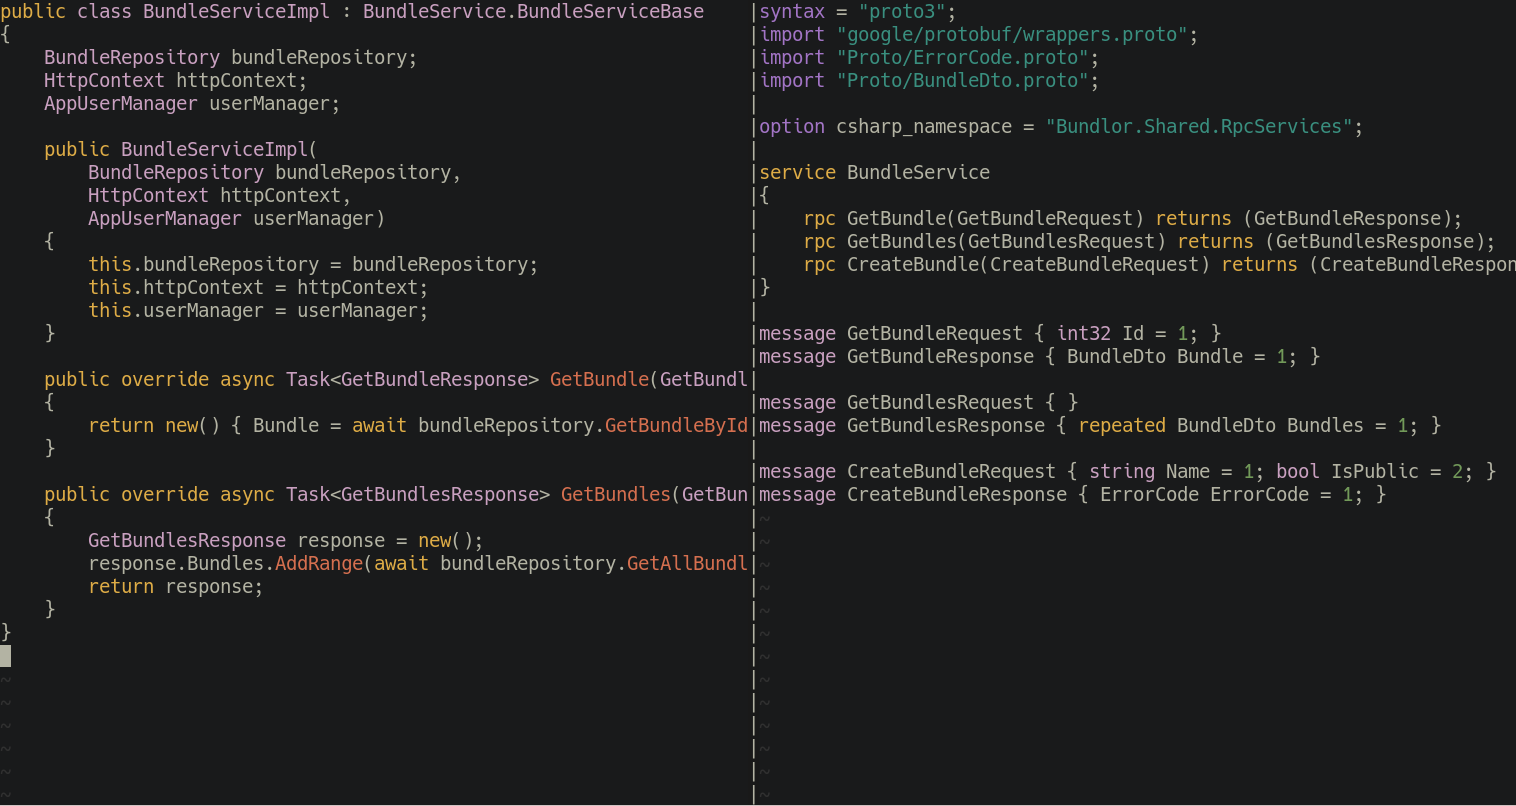 public class BundleServiceImpl : BundleService.BundleServiceBase
{
    BundleRepository bundleRepository;
    HttpContext httpContext;
    AppUserManager userManager;

    public BundleServiceImpl(
        BundleRepository bundleRepository,
        HttpContext httpContext,
        AppUserManager userManager)
    {
        this.bundleRepository = bundleRepository;
        this.httpContext = httpContext;
        this.userManager = userManager;
    }

    public override async Task<GetBundleResponse> GetBundle(GetBundl
    {
        return new() { Bundle = await bundleRepository.GetBundleById
    }

    public override async Task<GetBundlesResponse> GetBundles(GetBun
    {
        GetBundlesResponse response = new();
        response.Bundles.AddRange(await bundleRepository.GetAllBundl
        return response;
    }
}
~
~
~
~
~
~
syntax = "proto3";
import "google/protobuf/wrappers.proto";
import "Proto/ErrorCode.proto";
import "Proto/BundleDto.proto";

option csharp_namespace = "Bundlor.Shared.RpcServices";

service BundleService
{
    rpc GetBundle(GetBundleRequest) returns (GetBundleResponse);
    rpc GetBundles(GetBundlesRequest) returns (GetBundlesResponse);
    rpc CreateBundle(CreateBundleRequest) returns (CreateBundleRespon
}

message GetBundleRequest { int32 Id = 1; }
message GetBundleResponse { BundleDto Bundle = 1; }

message GetBundlesRequest { }
message GetBundlesResponse { repeated BundleDto Bundles = 1; }

message CreateBundleRequest { string Name = 1; bool IsPublic = 2; }
message CreateBundleResponse { ErrorCode ErrorCode = 1; }
~
~
~
~
~
~
~
~
~
~
~
~
~